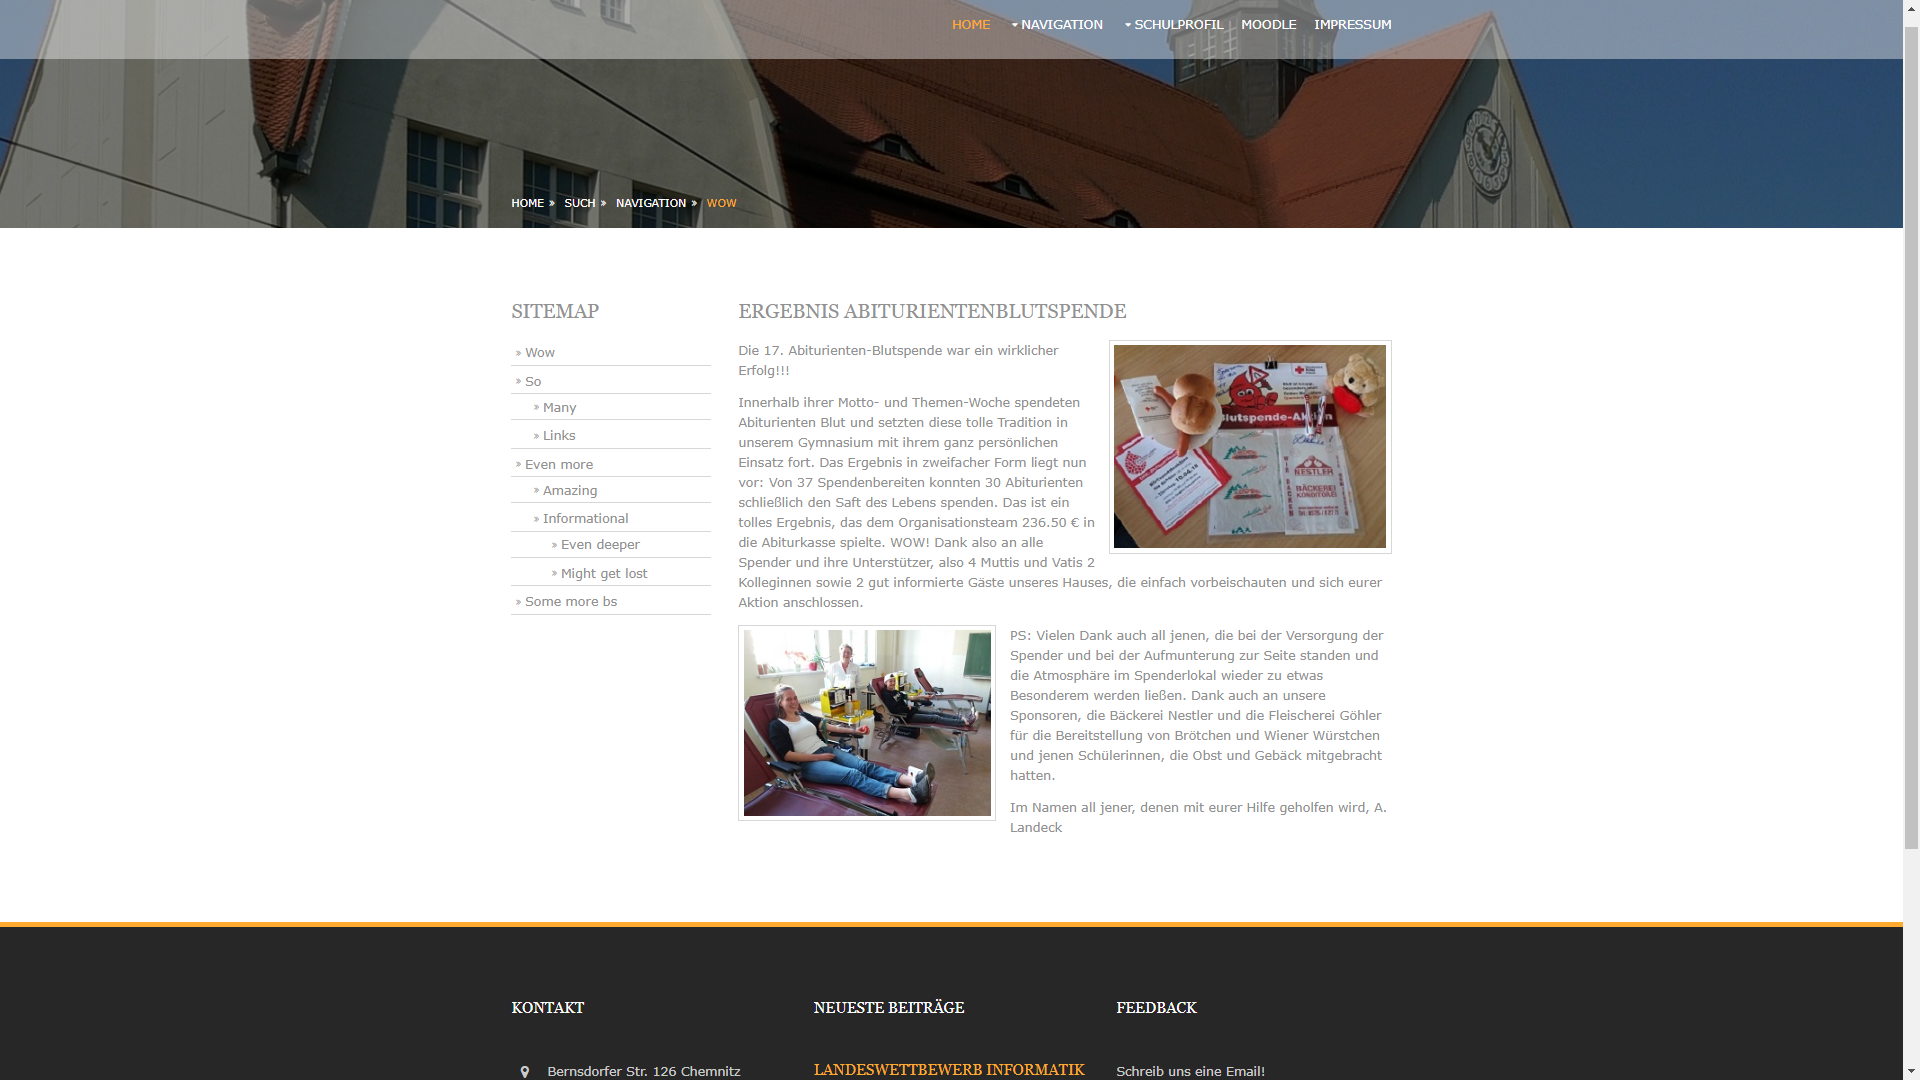 HOME NAVIGATION SCHULPROFIL MOODLE IMPRESSUM
HOME » SUCH » NAVIGATION » WOW
SITEMAP
» Wow
» So
» Many
» Links
» Even more
» Amazing
» Informational
» Even deeper
» Might get lost
» Some more bs
ERGEBNIS ABITURIENTENBLUTSPENDE
Die 17. Abiturienten-Blutspende war ein wirklicher
Erfolg!!!
Innerhalb ihrer Motto- und Themen-Woche spendeten
Abiturienten Blut und setzten diese tolle Tradition in
unserem Gymnasium mit ihrem ganz persönlichen
Einsatz fort. Das Ergebnis in zweifacher Form liegt nun
vor: Von 37 Spendenbereiten konnten 30 Abiturienten
schließlich den Saft des Lebens spenden. Das ist ein
tolles Ergebnis, das dem Organisationsteam 236.50 € in
die Abiturkasse spielte. WOW! Dank also an alle
Spender und ihre Unterstützer, also 4 Muttis und Vatis 2
Kolleginnen sowie 2 gut informierte Gäste unseres Hauses, die einfach vorbeischauten und sich eurer
Aktion anschlossen.
Blutspende-Aktion
NESTLER
BÄCKEREI
KONDITOREI
PS: Vielen Dank auch all jenen, die bei der Versorgung der
Spender und bei der Aufmunterung zur Seite standen und
die Atmosphäre im Spenderlokal wieder zu etwas
Besonderem werden ließen. Dank auch an unsere
Sponsoren, die Bäckerei Nestler und die Fleischerei Göhler
für die Bereitstellung von Brötchen und Wiener Würstchen
und jenen Schülerinnen, die Obst und Gebäck mitgebracht
hatten.
Im Namen all jener, denen mit eurer Hilfe geholfen wird, A.
Landeck
KONTAKT
Bernsdorfer Str. 126 Chemnitz
NEUESTE BEITRÄGE
LANDESWETTBEWERB INFORMATIK
FEEDBACK
Schreib uns eine Email!